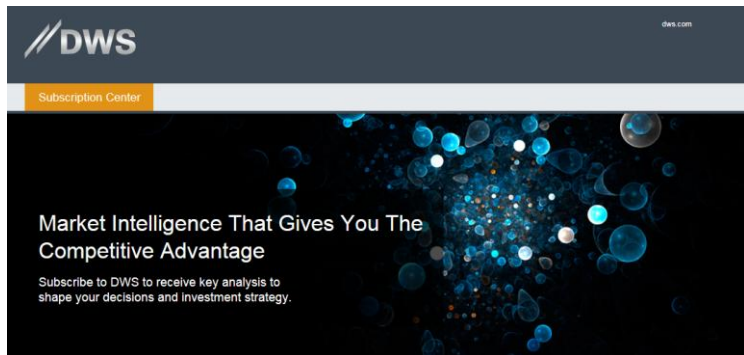 DWS
dws.com
Subscription Center
Market Intelligence That Gives You The
Competitive Advantage
Subscribe to DWS to receive key analysis to
shape your decisions and investment strategy.